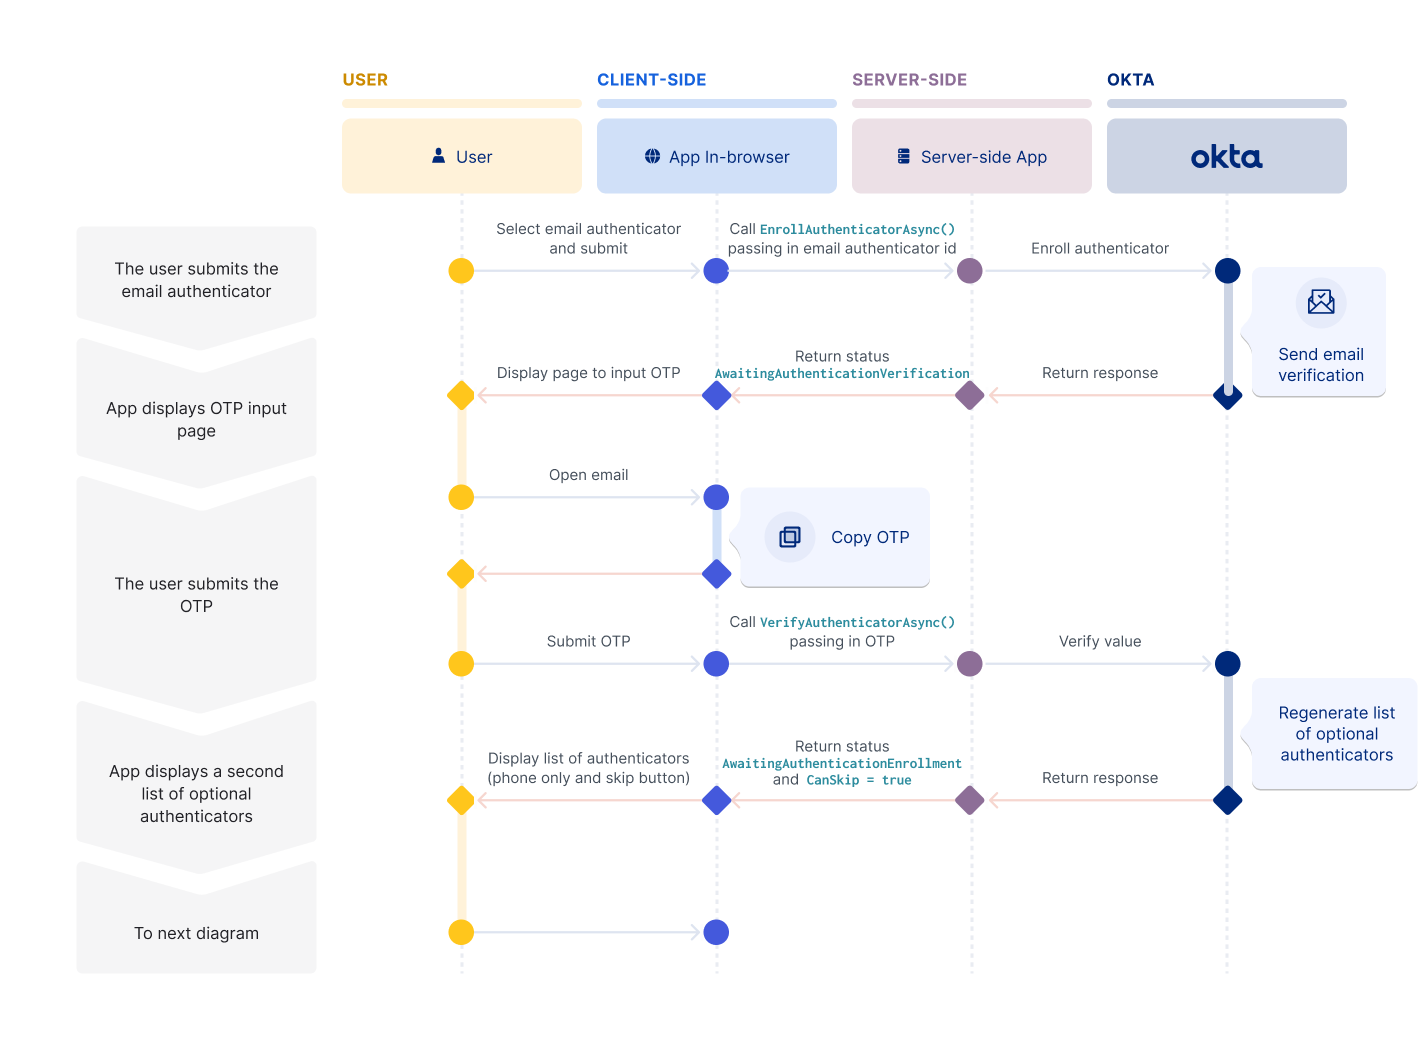 USER
CLIENT-SIDE
SERVER-SIDE
OKTA
User
App In-browser
Server-side App
okta
The user submits the
email authenticator
Select email authenticator
and submit
Call EnrollAuthenticatorAsync()
passing in email authenticator id
Enroll authenticator
Send email
verification
App displays OTP input
page
Display page to input OTP
Return status
AwaitingAuthenticationVerification
Return response
The user submits the
OTP
Open email
Copy OTP
Submit OTP
Call VerifyAuthenticatorAsync()
passing in OTP
Verify value
Regenerate list
of optional
authenticators
App displays a second
list of optional
authenticators
Display list of authenticators
(phone only and skip button)
Return status
AwaitingAuthenticationEnrollment
and CanSkip = true
Return response
To next diagram